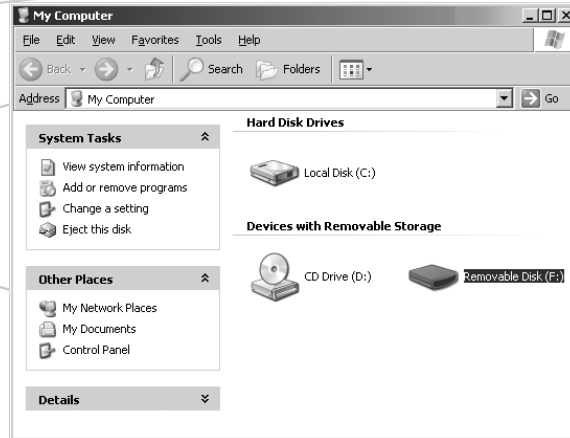 My Computer
File Edit View Favorites Tools Help
Back Search Folders
Address My Computer Go
System Tasks
View system information
Add or remove programs
Change a setting
Eject this disk
Other Places
My Network Places
My Documents
Control Panel
Details
Hard Disk Drives
Local Disk (C:)
Devices with Removable Storage
CD Drive (D:) Removable Disk (F:)